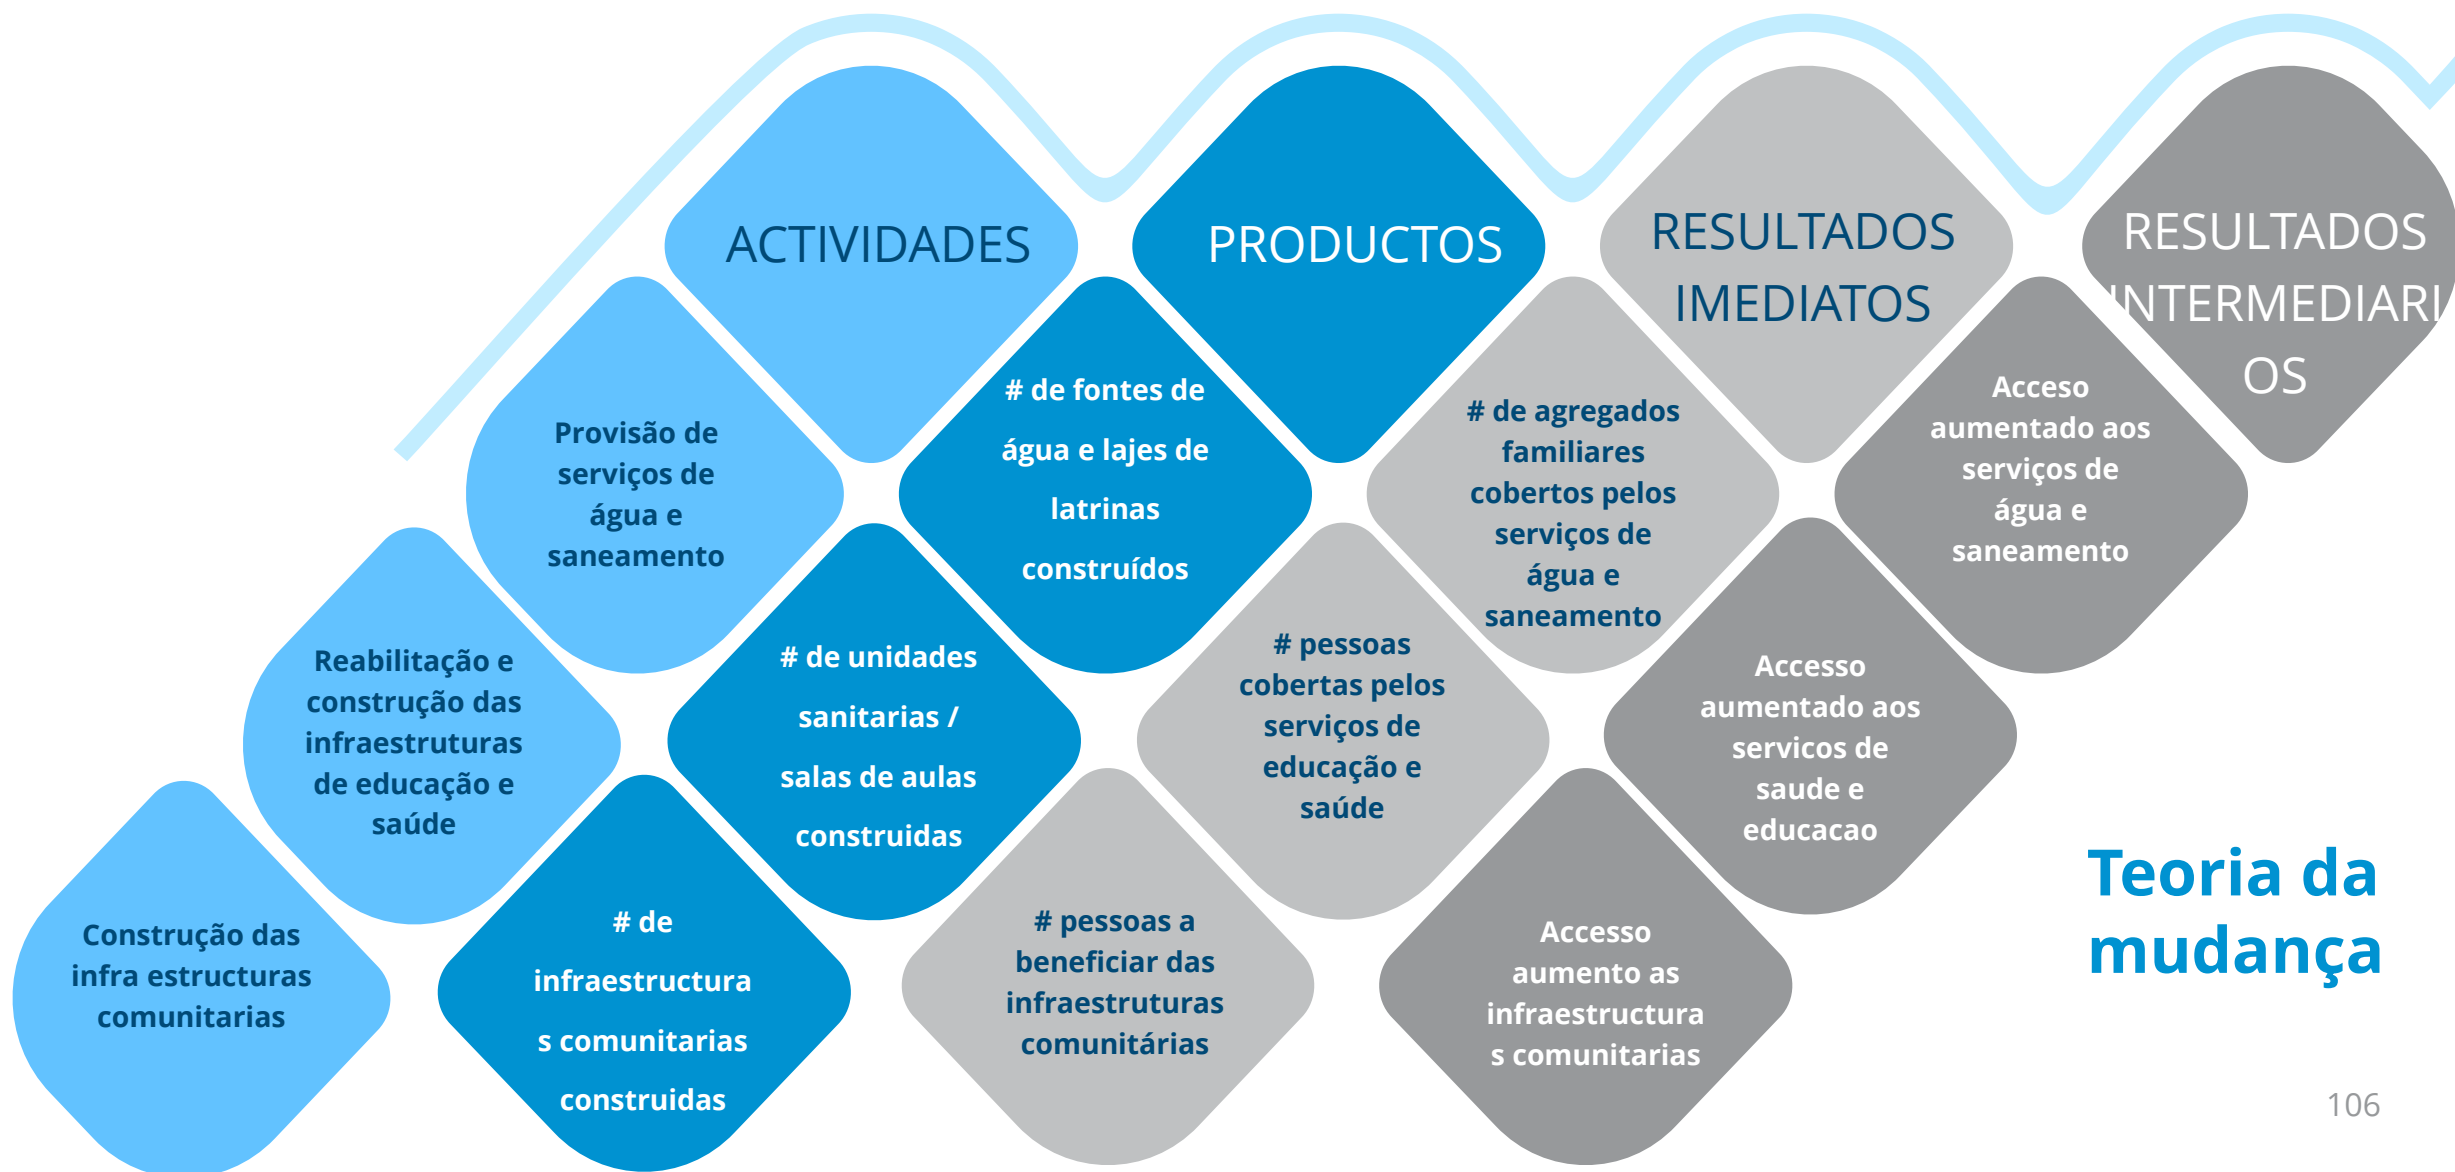 ACTIVIDADES
PRODUCTOS
RESULTADOS
IMEDIATOS
RESULTADOS
INTERMEDIARI
OS
Provisão de
serviços de
água e
saneamento
# de fontes de
água e lajes de
latrinas
construídos
# de agregados
familiares
cobertos pelos
serviços de
água e
saneamento
Acceso
aumentado aos
serviços de
água e
saneamento
Reabilitação e
construção das
infraestruturas
de educação e
saúde
# de unidades
sanitarias /
salas de aulas
construidas
# pessoas
cobertas pelos
serviços de
educação e
saúde
Accesso
aumentado aos
servicos de
saude e
educacao
Construção das
infra estructuras
comunitarias
# de
infraestructura
s comunitarias
construidas
# pessoas a
beneficiar das
infraestruturas
comunitárias
Accesso
aumento as
infraestructura
s comunitarias
Teoria da
mudança
106